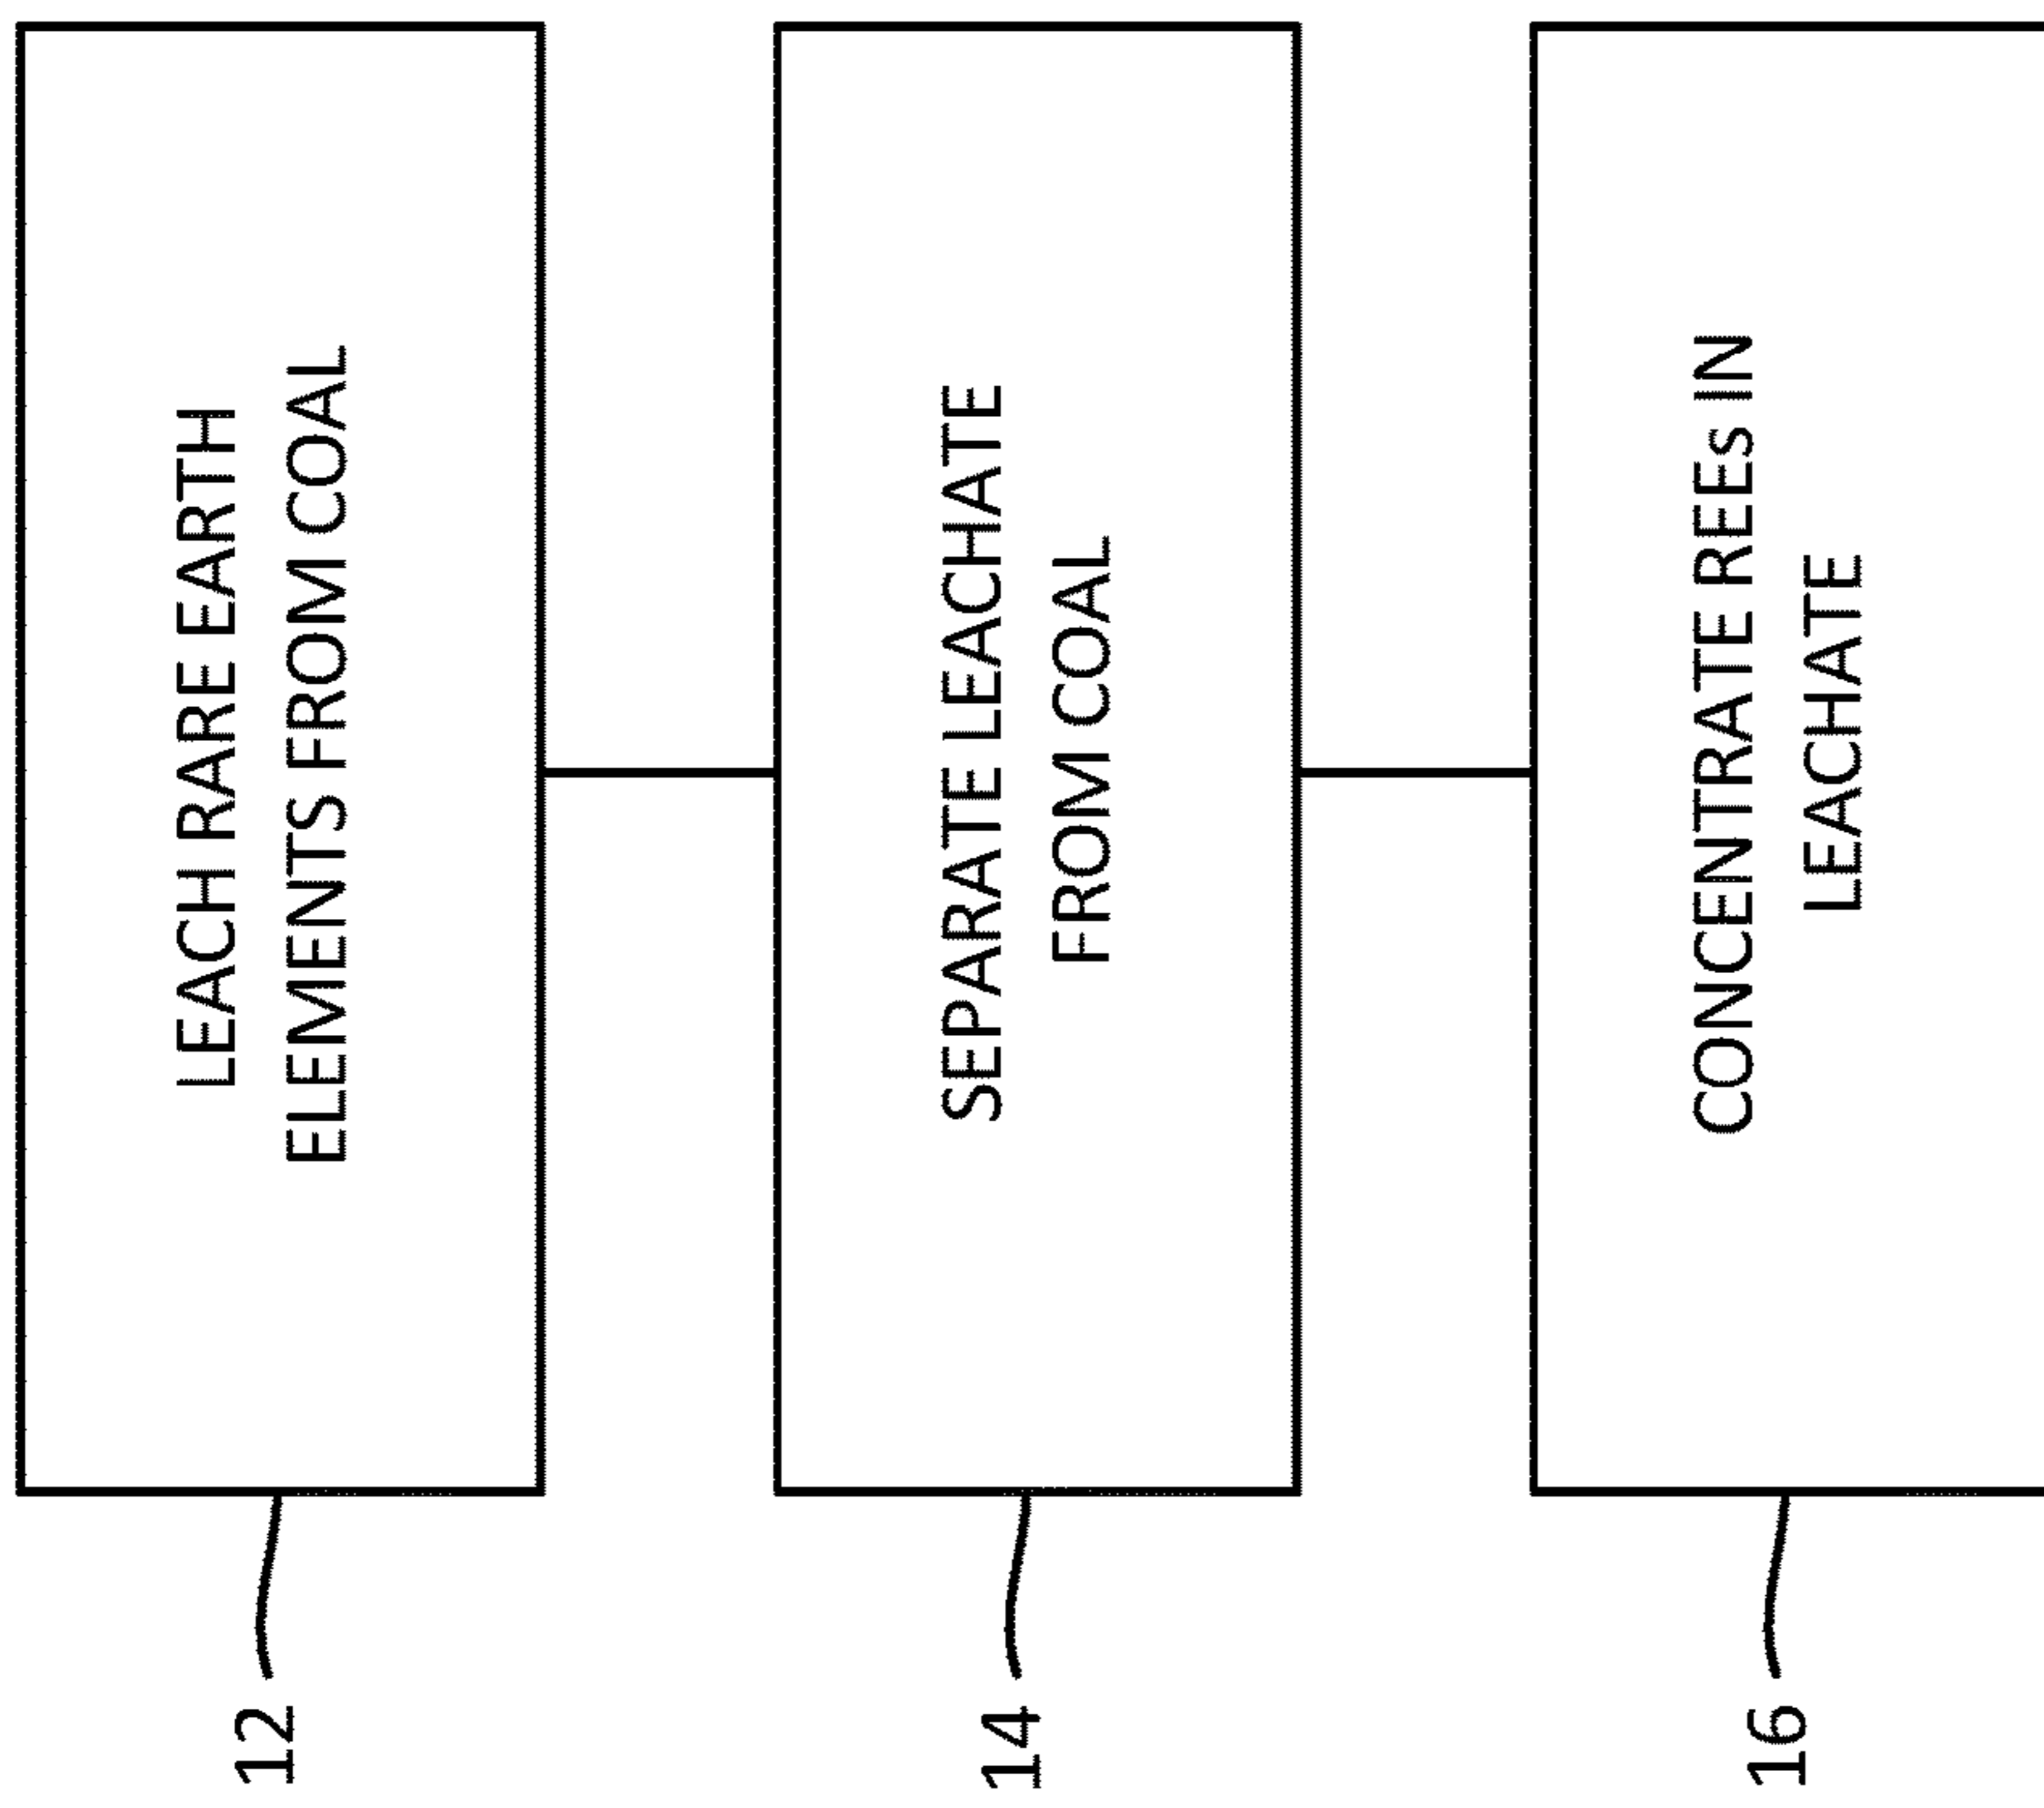 LEACH RARE EARTH
ELEMENTS FROM COAL
12
SEPARATE LEACHATE
FROM COAL
14
CONCENTRATE REEs IN
LEACHATE
16